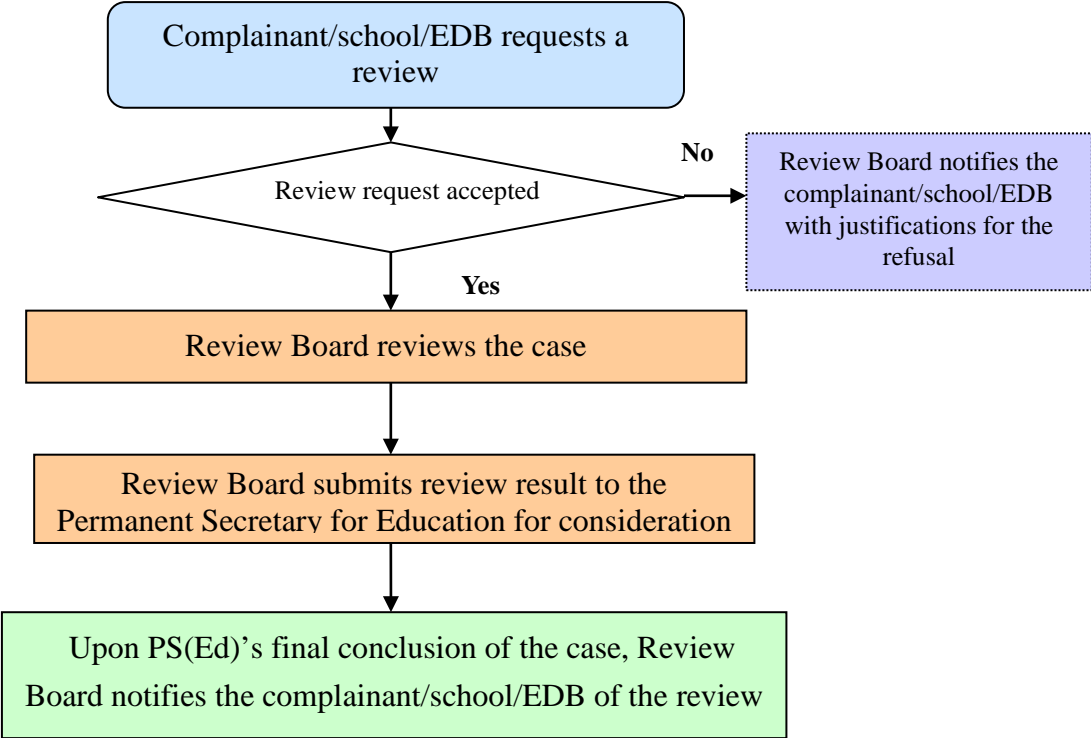 Complainant/school/EDB requests a
review
Review request accepted
No
Review Board notifies the
complainant/school/EDB
with justifications for the
refusal
Yes
Review Board reviews the case
Review Board submits review result to the
Permanent Secretary for Education for consideration
Upon PS(Ed)’s final conclusion of the case, Review
Board notifies the complainant/school/EDB of the review